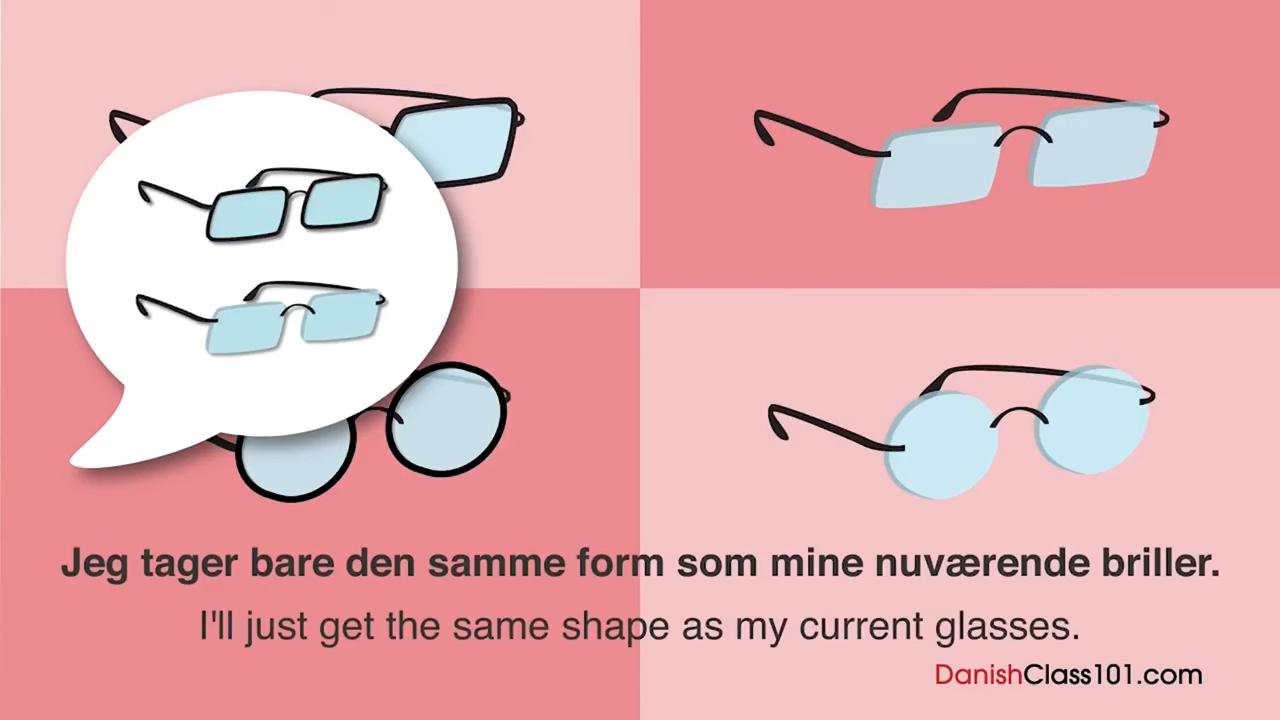 Jeg tager bare den samme form som mine nuværende briller.
I'll just get the same shape as my current glasses.
DanishClass101.com